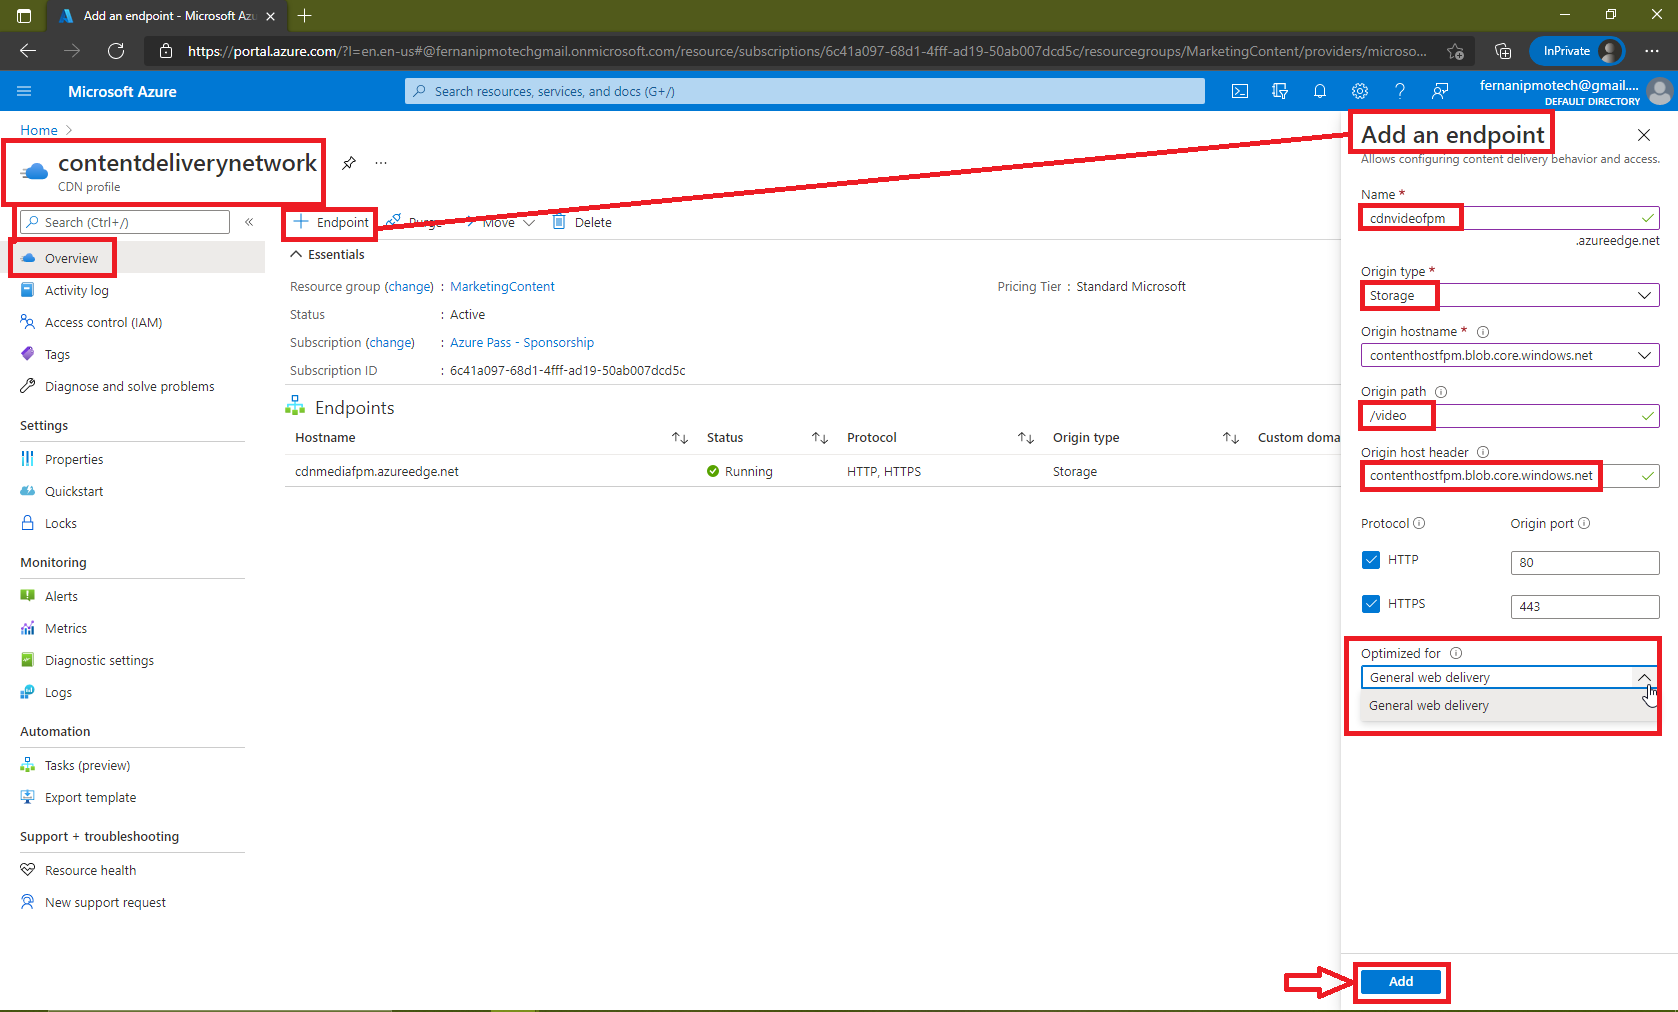 Add an endpoint - Microsoft Azu
https://portal.azure.com/?l=en.en-us#@fernanipmotechgmail.onmicrosoft.com/resource/subscriptions/6c41a097-68d1-4fff-ad19-50ab007dcd5c/resourcegroups/MarketingContent/providers/microso...
InPrivate
Microsoft Azure
Search resources, services, and docs (G+/)
fernanipmotech@gmail....
DEFAULT DIRECTORY
Home
contentdeliverynetwork
CDN profile
Search (Ctrl+/)
Overview
Activity log
Access control (IAM)
Tags
Diagnose and solve problems
Settings
Properties
Quickstart
Locks
Monitoring
Alerts
Metrics
Diagnostic settings
Logs
Automation
Tasks (preview)
Export template
Support + troubleshooting
Resource health
New support request
Endpoint Purge Move Delete
Essentials
Resource group (change) : MarketingContent
Status : Active
Subscription (change) : Azure Pass - Sponsorship
Subscription ID : 6c41a097-68d1-4fff-ad19-50ab007dcd5c
Pricing Tier : Standard Microsoft
Endpoints
Hostname Status Protocol Origin type Custom doma
cdnmediafpm.azureedge.net Running HTTP, HTTPS Storage
Add an endpoint
Allows configuring content delivery behavior and access.
Name *
cdnvideofpm
.azureedge.net
Origin type *
Storage
Origin hostname *
contenthostfpm.blob.core.windows.net
Origin path
/video
Origin host header
contenthostfpm.blob.core.windows.net
Protocol Origin port
HTTP 80
HTTPS 443
Optimized for
General web delivery
General web delivery
Add